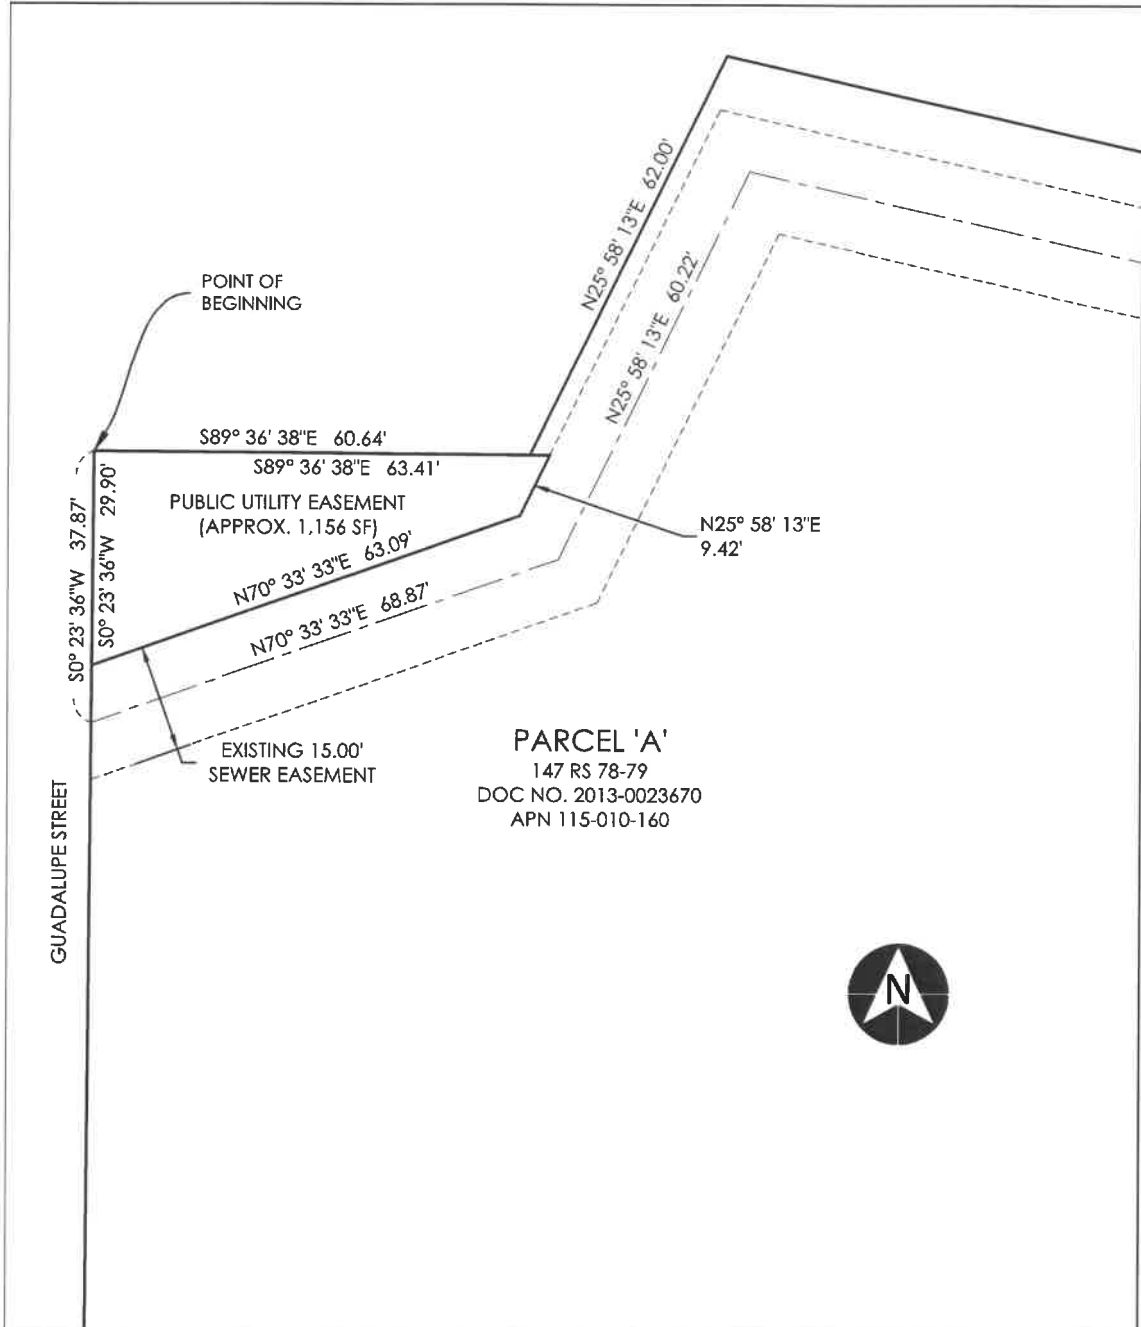 N25° 58' 13"E 62.00'
N25° 58' 13"E 60.22'
POINT OF
BEGINNING
S89° 36' 38"E 60.64'
S89° 36' 38"E 63.41'
PUBLIC UTILITY EASEMENT
(APPROX. 1,156 SF)
S0° 23' 36"W 37.87'
S0° 23' 36"W 29.90'
N25° 58' 13"E
9.42'
N70° 33' 33"E 63.09'
N70° 33' 33"E 68.87'
EXISTING 15.00'
SEWER EASEMENT
PARCEL 'A'
147 RS 78-79
DOC NO. 2013-0023670
APN 115-010-160
GUADALUPE STREET
N